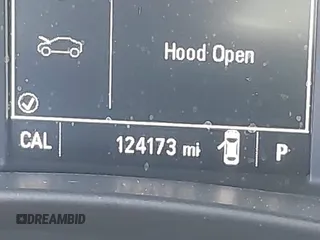 Hood Open
CAL 124173 mi P
DREAMBID